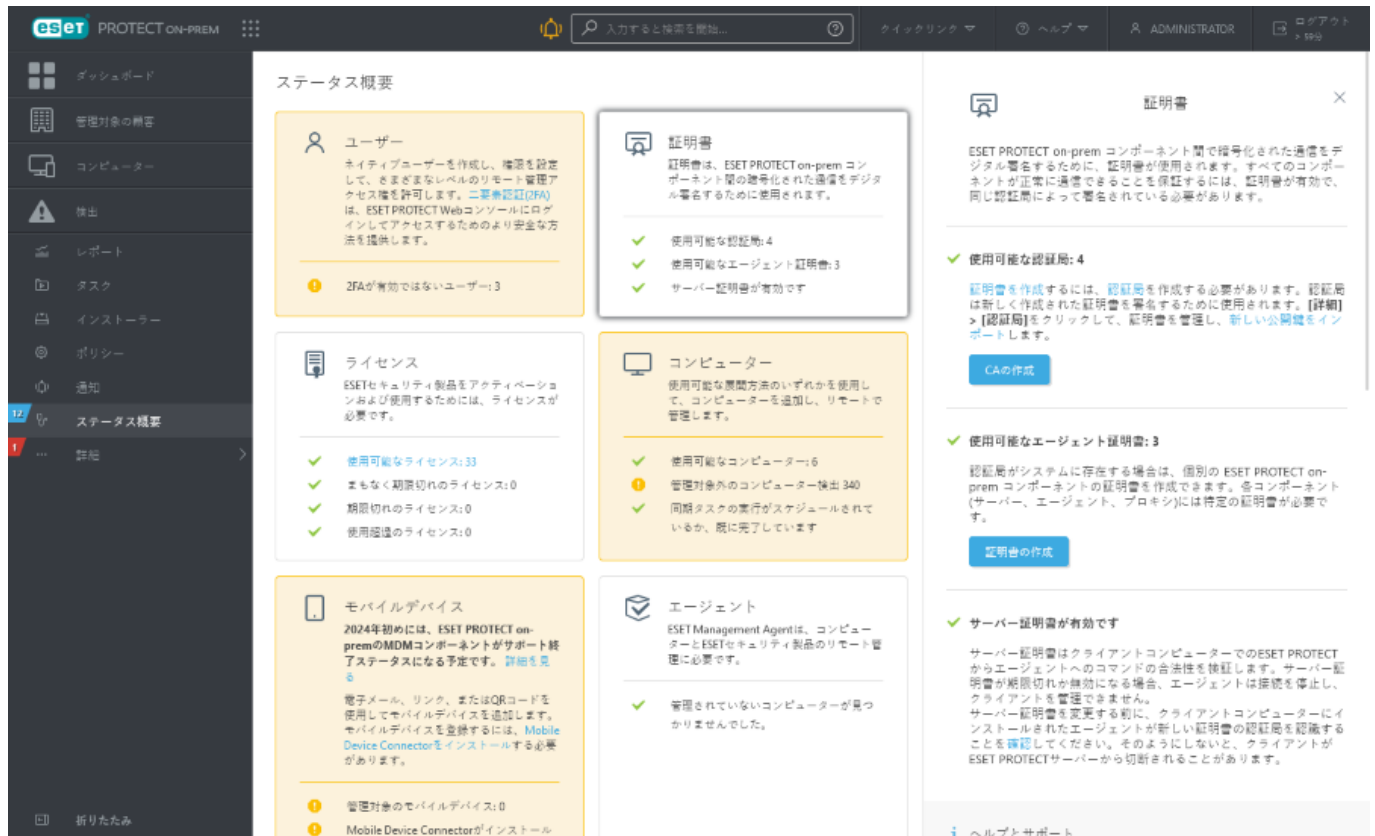 eset PROTECT ON-PREM
入力すると検索を開始...
クイックリンク
ヘルプ
ADMINISTRATOR
ログアウト
> 59分
ダッシュボード
管理対象の顧客
コンピューター
検出
レポート
タスク
インストーラー
ポリシー
通知
12
ステータス概要
1
詳細
折りたたみ
ステータス概要
ユーザー
ネイティブユーザーを作成し、権限を設定
して、さまざまなレベルのリモート管理ア
クセス権を許可します。二要素認証(2FA)
は、ESET PROTECT Webコンソールにログ
インしてアクセスするためのより安全な方
法を提供します。
2FAが有効ではないユーザー: 3
証明書
証明書は、ESET PROTECT on-prem コン
ポーネント間の暗号化された通信をデジタ
ル署名するために使用されます。
使用可能な認証局: 4
使用可能なエージェント証明書: 3
サーバー証明書が有効です
ライセンス
ESETセキュリティ製品をアクティベーショ
ンおよび使用するためには、ライセンスが
必要です。
使用可能なライセンス: 33
まもなく期限切れのライセンス: 0
期限切れのライセンス: 0
使用超過のライセンス: 0
コンピューター
使用可能な展開方法のいずれかを使用し
て、コンピューターを追加し、リモートで
管理します。
使用可能なコンピューター: 6
管理対象外のコンピューター検出 340
同期タスクの実行がスケジュールされて
いるか、既に完了しています
モバイルデバイス
2024年初めには、ESET PROTECT on-
premのMDMコンポーネントがサポート終
了ステータスになる予定です。 詳細を見
る
電子メール、リンク、またはQRコードを
使用してモバイルデバイスを追加します。
モバイルデバイスを登録するには、Mobile
Device Connectorをインストールする必要
があります。
管理対象のモバイルデバイス: 0
Mobile Device Connectorがインストール
エージェント
ESET Management Agentは、コンピュー
ターとESETセキュリティ製品のリモート管
理に必要です。
管理されていないコンピューターが見つ
かりませんでした。
証明書
ESET PROTECT on-prem コンポーネント間で暗号化された通信をデ
ジタル署名するために、証明書が使用されます。すべてのコンポー
ネントが正常に通信できることを保証するには、証明書が有効で、
同じ認証局によって署名されている必要があります。
使用可能な認証局: 4
証明書を作成するには、認証局を作成する必要があります。認証局
は新しく作成された証明書を署名するために使用されます。[詳細]
> [認証局]をクリックして、証明書を管理し、新しい公開鍵をイン
ポートします。
CAの作成
使用可能なエージェント証明書: 3
認証局がシステムに存在する場合は、個別の ESET PROTECT on-
prem コンポーネントの証明書を作成できます。各コンポーネント
(サーバー、エージェント、プロキシ)には特定の証明書が必要で
す。
証明書の作成
サーバー証明書が有効です
サーバー証明書はクライアントコンピューターでのESET PROTECT
からエージェントへのコマンドの合法性を検証します。サーバー証
明書が期限切れか無効になる場合、エージェントは接続を停止し、
クライアントを管理できません。
サーバー証明書を変更する前に、クライアントコンピューターにイ
ンストールされたエージェントが新しい証明書の認証局を認識する
ことを確認してください。そのようにしないと、クライアントが
ESET PROTECTサーバーから切断されることがあります。
ヘルプとサポート